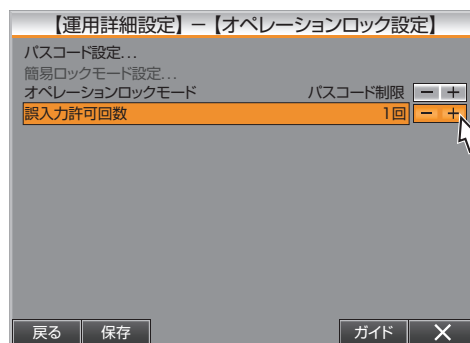 【運用詳細設定】－【オペレーションロック設定】
パスコード設定...
簡易ロックモード設定...
オペレーションロックモード パスコード制限 － ＋
誤入力許可回数 1回 － ＋
戻る 保存 ガイド ✕